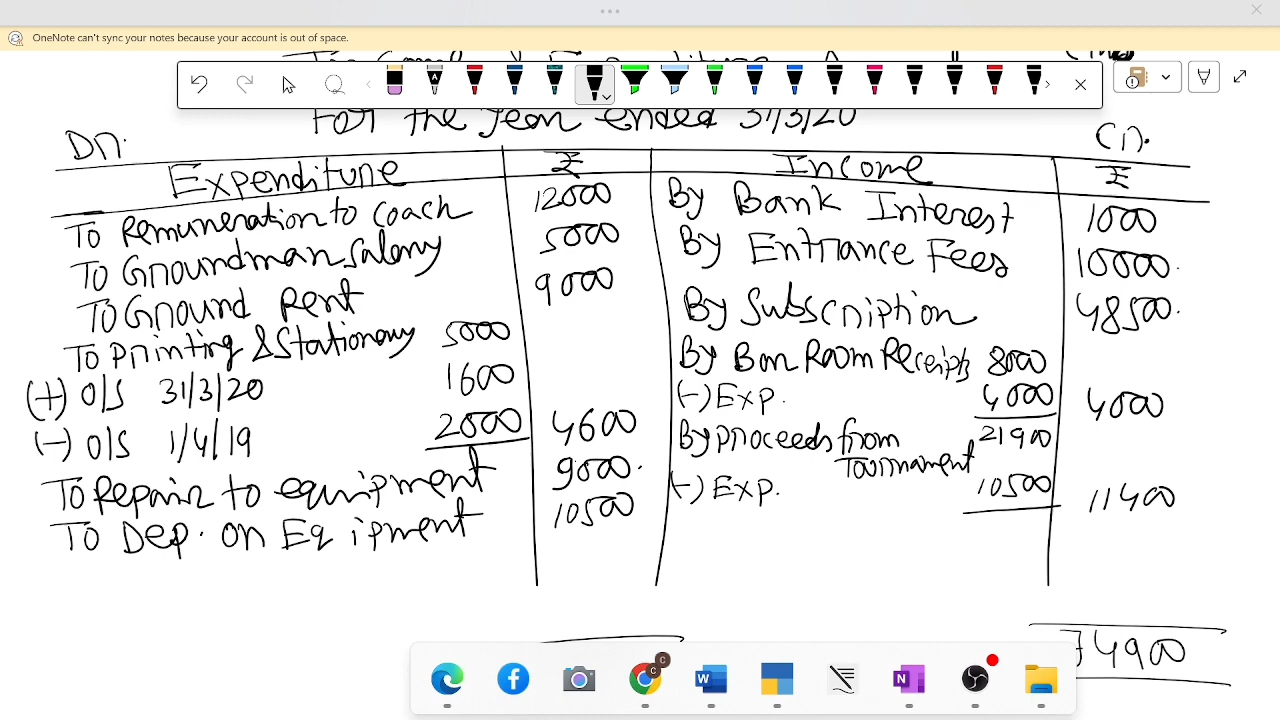 OneNote can't sync your notes because your account is out of space.
For the Year ended 31/3/20
Dr.
Cr.
Expenditure ₹ Income ₹
To Remuneration to coach 12000 By Bank Interest 1000
To Groundman Salary 5000 By Entrance Fees 10000
To Ground Rent 9000 By Subscription 48500
To Printing & Stationary 5000 By Bar Room Receipts 8000
(+) O/S 31/3/20 1600 (-) Exp. 4000 4000
(-) O/S 1/4/19 2000 4600 By proceeds from Tournament 21900
To Repair to equipment 9000 (-) Exp. 10500 11400
To Dep. on Equipment 10500
74900